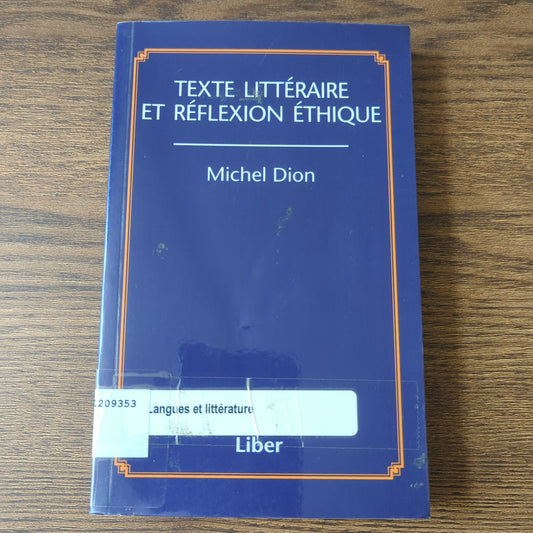 TEXTE LITTÉRAIRE
ET RÉFLEXION ÉTHIQUE
Michel Dion
209353
Langues et littérature
Liber